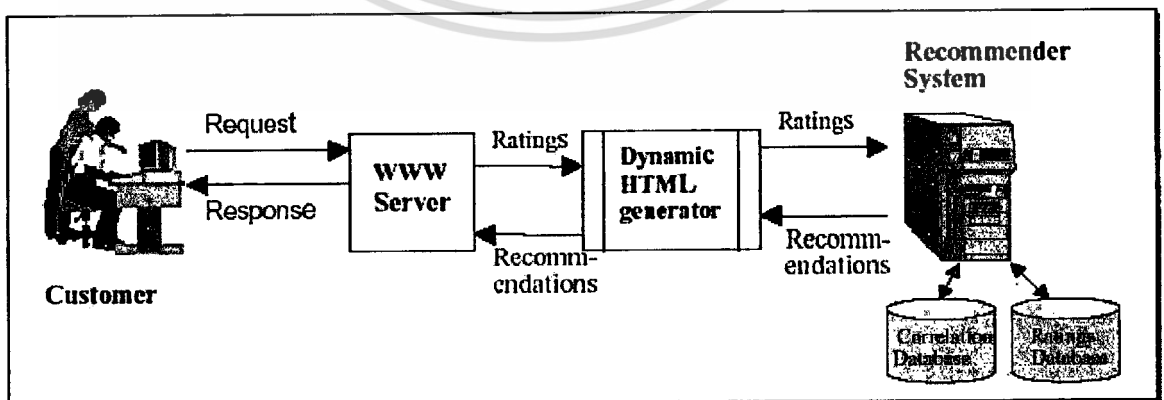 Recommender
System
Request
Response
Customer
WWW
Server
Ratings
Recomm-
endations
Dynamic
HTML
generator
Ratings
Recomm-
endations
Correlation
Database
Ratings
Database